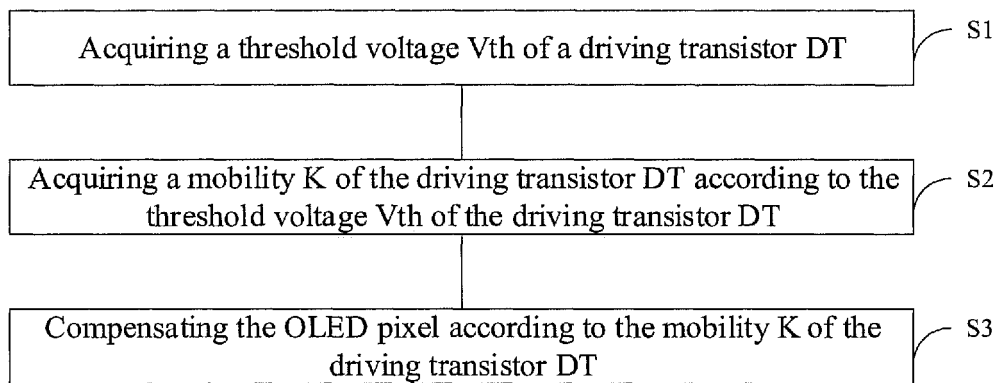 Acquiring a threshold voltage Vth of a driving transistor DT
S1
Acquiring a mobility K of the driving transistor DT according to the
threshold voltage Vth of the driving transistor DT
S2
Compensating the OLED pixel according to the mobility K of the
driving transistor DT
S3